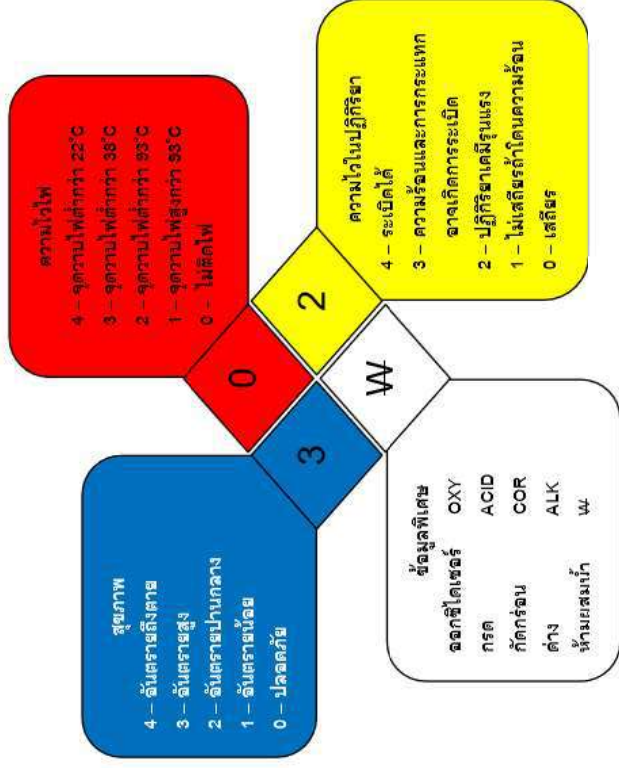 ความไวไฟ
4 – จุดวาบไฟต่ำกว่า 22°C
3 – จุดวาบไฟต่ำกว่า 38°C
2 – จุดวาบไฟต่ำกว่า 93°C
1 – จุดวาบไฟสูงกว่า 93°C
0 - ไม่ติดไฟ
สุขภาพ
4 – อันตรายถึงตาย
3 – อันตรายสูง
2 – อันตรายปานกลาง
1 – อันตรายน้อย
0 – ปลอดภัย
0
3
2
W
ความไวในปฏิกิริยา
4 – ระเบิดได้
3 – ความร้อนและการกระแทก
อาจเกิดการระเบิด
2 – ปฏิกิริยาเคมีรุนแรง
1 – ไม่เสถียรถ้าโดนความร้อน
0 – เสถียร
ข้อมูลพิเศษ
ออกซิไดเซอร์ OXY
กรด ACID
กัดกร่อน COR
ด่าง ALK
ห้ามผสมน้ำ W